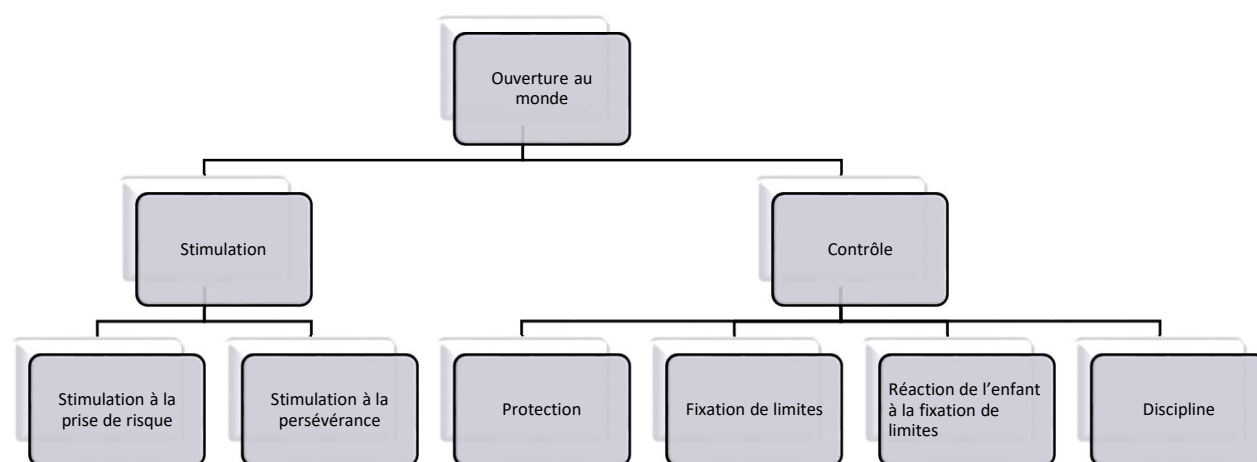 Ouverture au
monde
Stimulation
Contrôle
Stimulation à la
prise de risque
Stimulation à la
persévérance
Protection
Fixation de limites
Réaction de l’enfant
à la fixation de
limites
Discipline